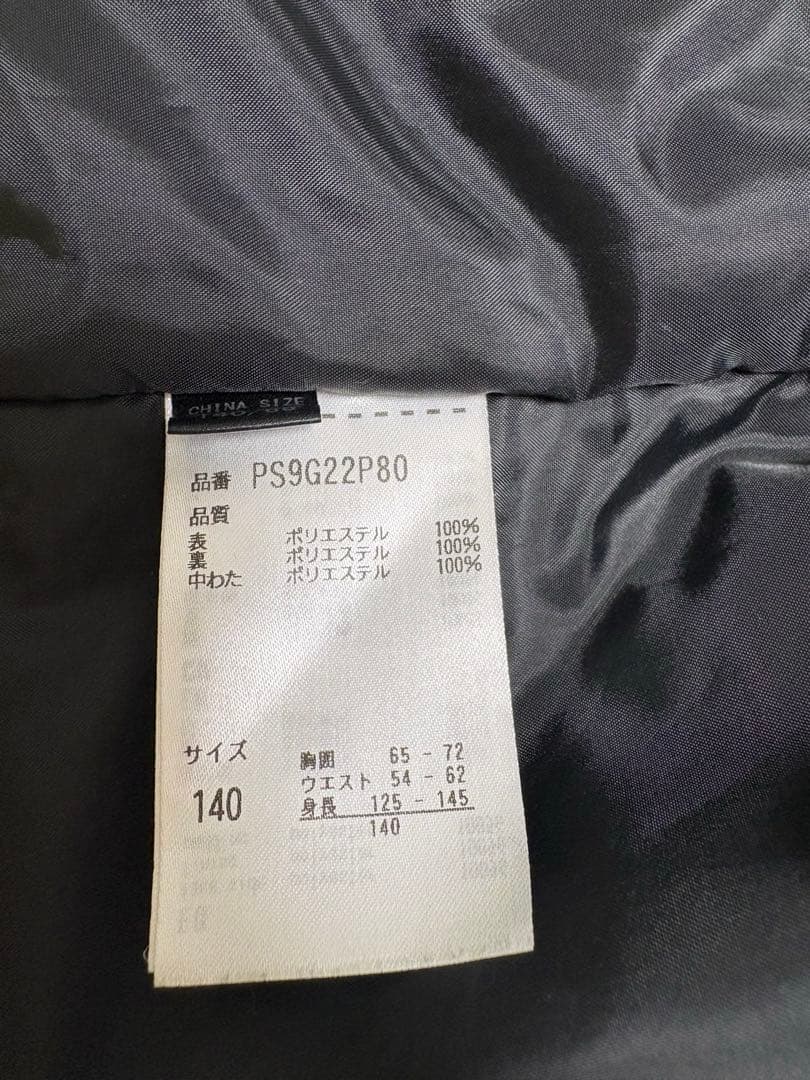 CHINA SIZE
品番 PS9G22P80
品質
表 ポリエステル 100%
裏 ポリエステル 100%
中わた ポリエステル 100%
サイズ
140
胸囲 65 - 72
ウエスト 54 - 62
身長 125 - 145
140